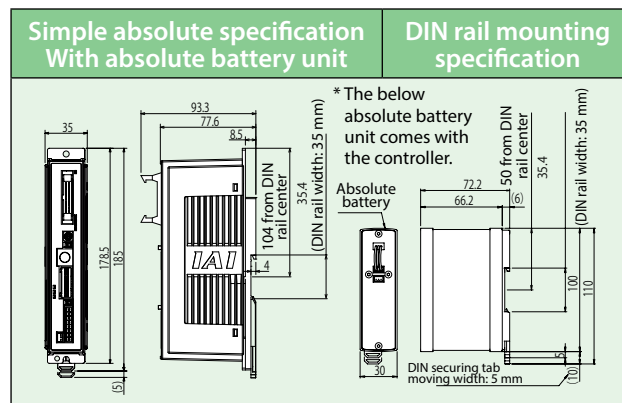 Simple absolute specification
With absolute battery unit
DIN rail mounting
specification
93.3
77.6
8.5
35
178.5
185
(5)
104 from DIN
rail center
35.4
(DIN rail width: 35 mm)
4
IAI
* The below
absolute battery
unit comes with
the controller.
Absolute
battery
30
72.2
66.2
(6)
50 from DIN
rail center
35.4
(DIN rail width: 35 mm)
100
110
5
(10)
DIN securing tab
moving width: 5 mm